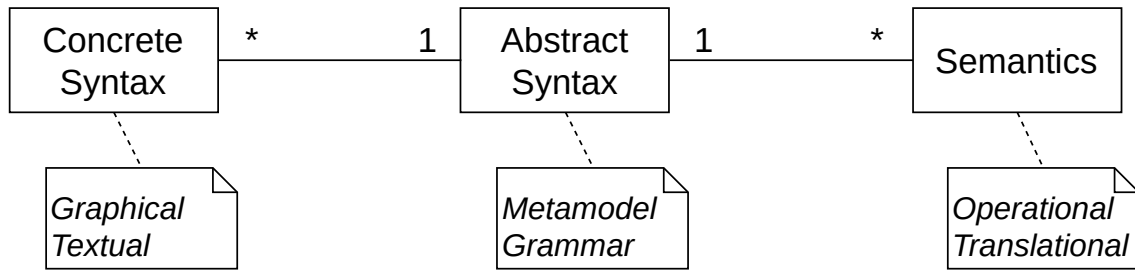 Concrete
Syntax
*
1
Abstract
Syntax
1
*
Semantics
Graphical
Textual
Metamodel
Grammar
Operational
Translational